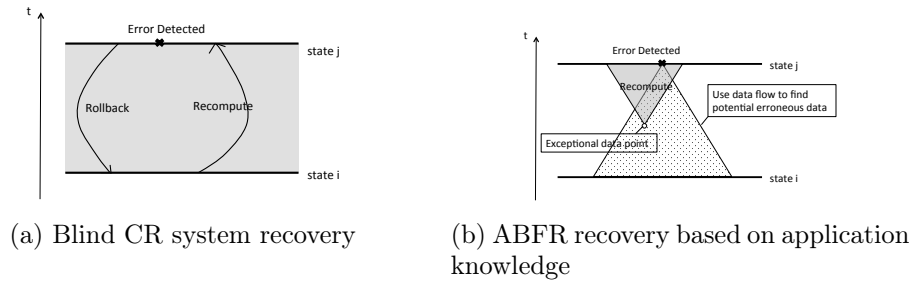 t
Error Detected
state j
Rollback
Recompute
state i
(a) Blind CR system recovery
t
Error Detected
state j
Recompute
Use data flow to find
potential erroneous data
Exceptional data point
state i
(b) ABFR recovery based on application
knowledge